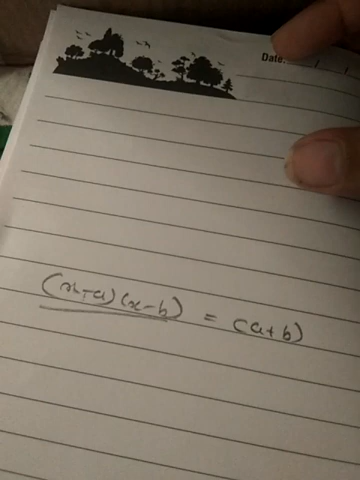 Date: / /
(x-a)(x-b) = (a+b)